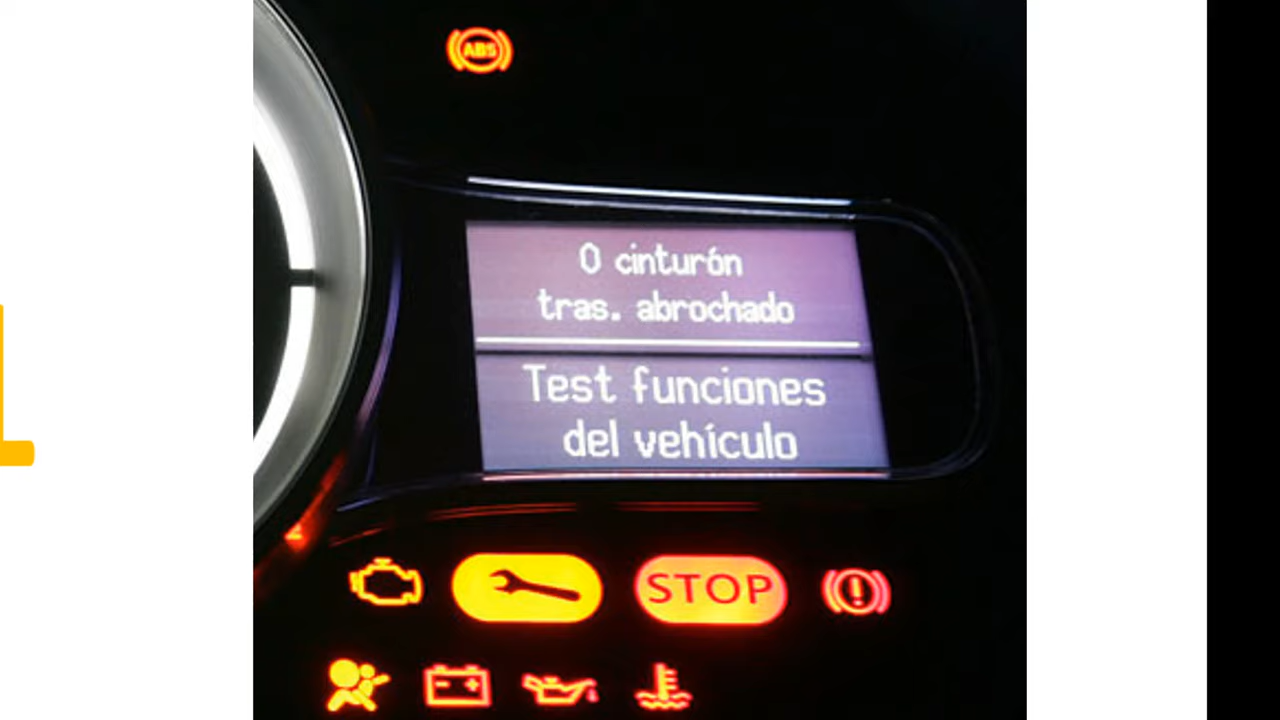 ABS
0 cinturón
tras. abrochado
Test funciones
del vehículo
STOP